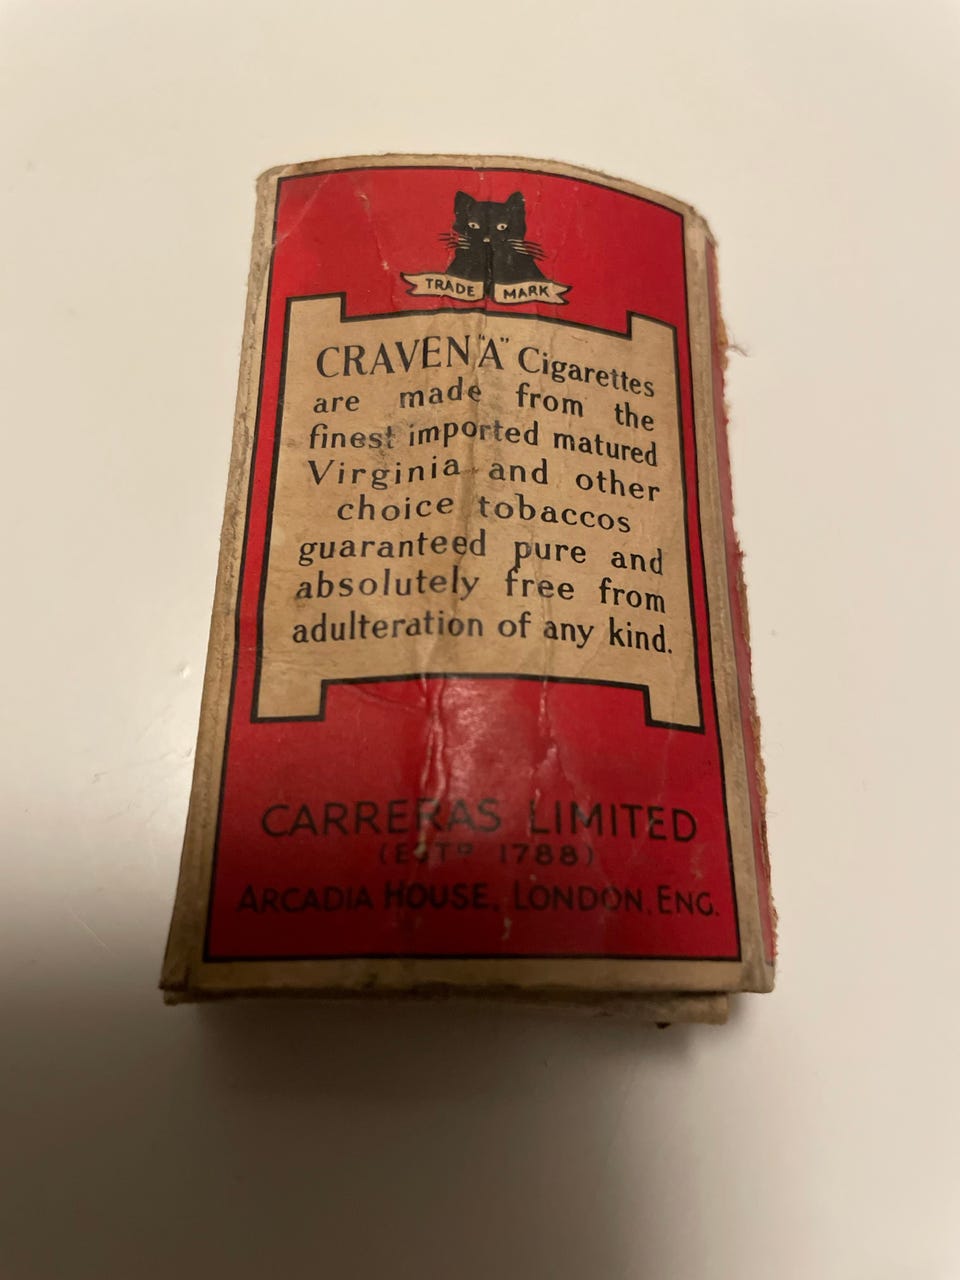 TRADE MARK
CRAVEN "A" Cigarettes
are made from the
finest imported matured
Virginia and other
choice tobaccos
guaranteed pure and
absolutely free from
adulteration of any kind.
CARRERAS LIMITED
(ESTD 1788)
ARCADIA HOUSE, LONDON, ENG.